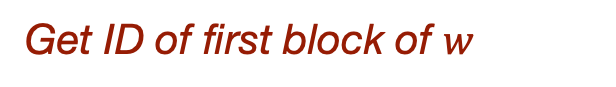 Get ID of first block of w